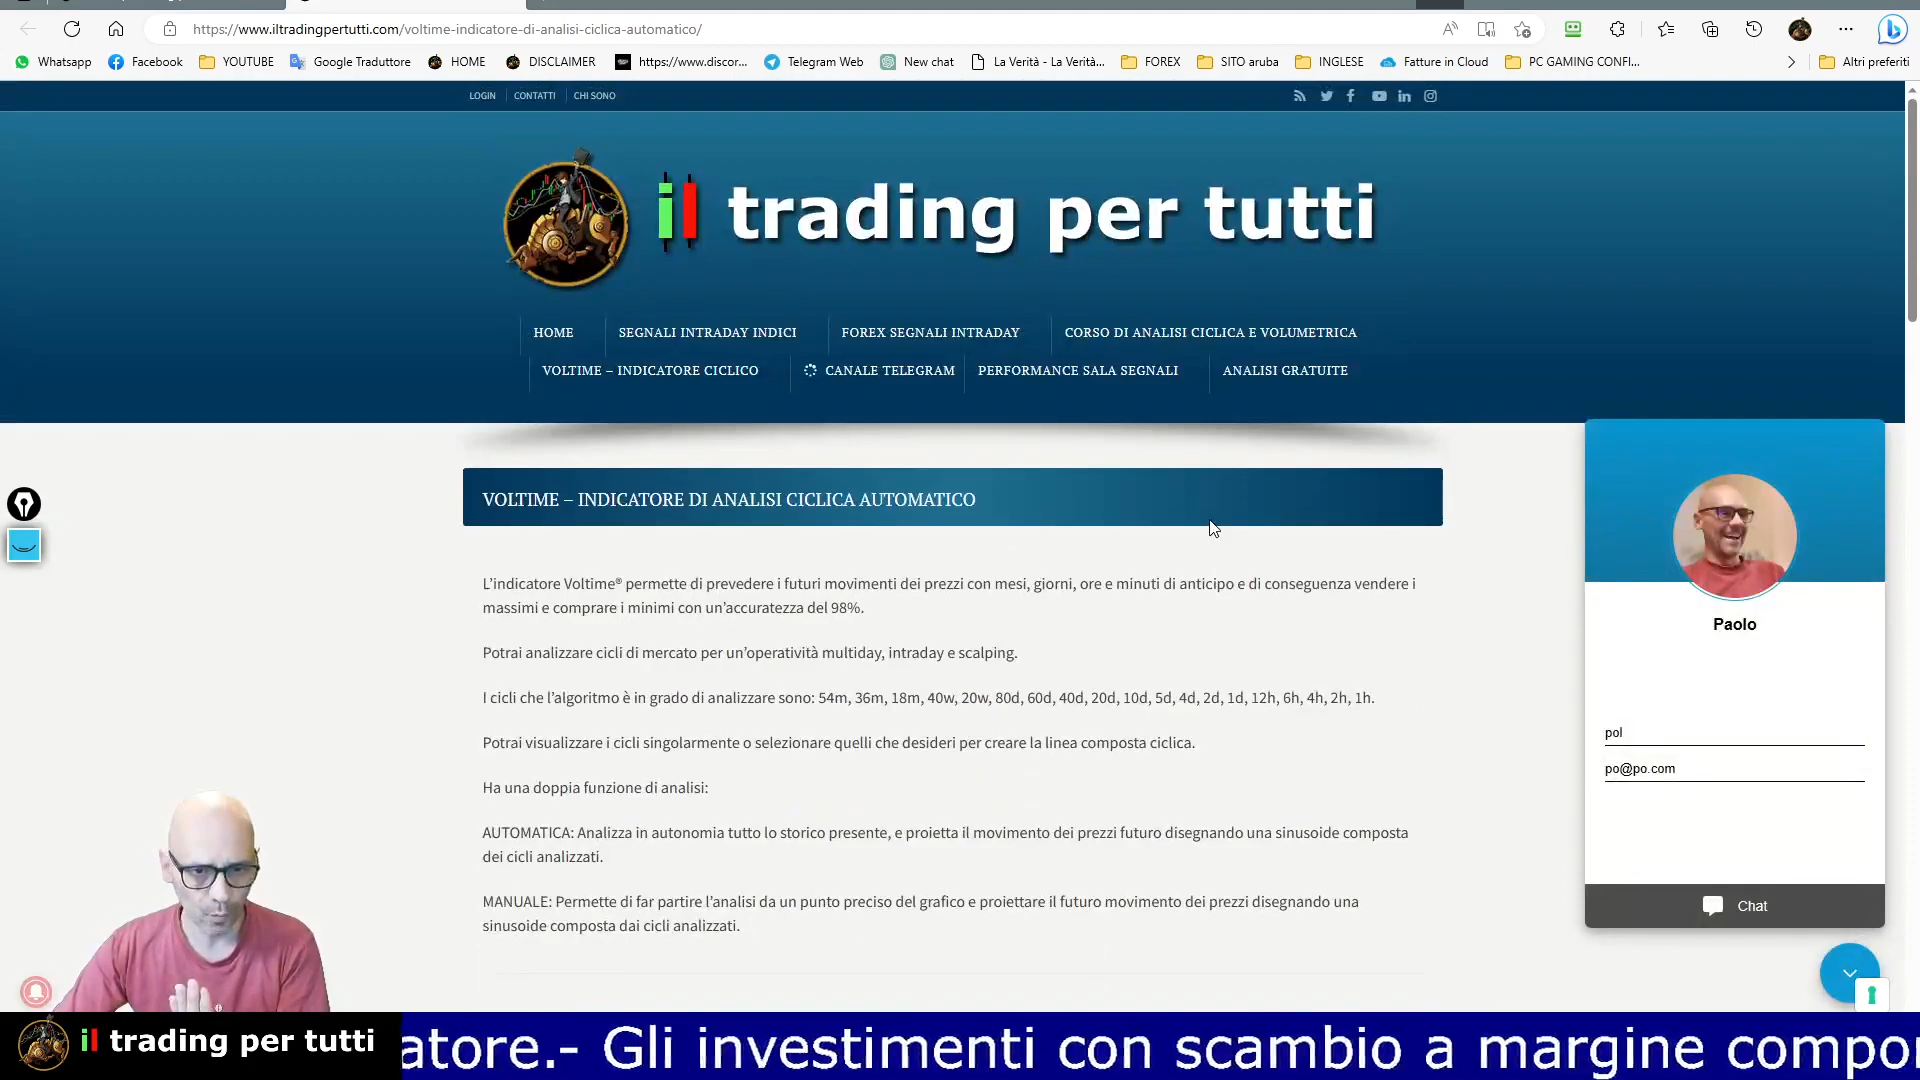 https://www.iltradingpertutti.com/voltime-indicatore-di-analisi-ciclica-automatico/
Whatsapp Facebook YOUTUBE Google Traduttore HOME DISCLAIMER https://www.discor... Telegram Web New chat La Verità - La Verità... FOREX SITO aruba INGLESE Fatture in Cloud PC GAMING CONFI... Altri preferiti
LOGIN CONTATTI CHI SONO
il trading per tutti
HOME SEGNALI INTRADAY INDICI FOREX SEGNALI INTRADAY CORSO DI ANALISI CICLICA E VOLUMETRICA
VOLTIME – INDICATORE CICLICO CANALE TELEGRAM PERFORMANCE SALA SEGNALI ANALISI GRATUITE
VOLTIME – INDICATORE DI ANALISI CICLICA AUTOMATICO
L'indicatore Voltime® permette di prevedere i futuri movimenti dei prezzi con mesi, giorni, ore e minuti di anticipo e di conseguenza vendere i
massimi e comprare i minimi con un'accuratezza del 98%.
Potrai analizzare cicli di mercato per un'operatività multiday, intraday e scalping.
I cicli che l'algoritmo è in grado di analizzare sono: 54m, 36m, 18m, 40w, 20w, 80d, 60d, 40d, 20d, 10d, 5d, 4d, 2d, 1d, 12h, 6h, 4h, 2h, 1h.
Potrai visualizzare i cicli singolarmente o selezionare quelli che desideri per creare la linea composta ciclica.
Ha una doppia funzione di analisi:
AUTOMATICA: Analizza in autonomia tutto lo storico presente, e proietta il movimento dei prezzi futuro disegnando una sinusoide composta
dei cicli analizzati.
MANUALE: Permette di far partire l'analisi da un punto preciso del grafico e proiettare il futuro movimento dei prezzi disegnando una
sinusoide composta dai cicli analizzati.
Paolo
pol
po@po.com
Chat
il trading per tutti
atore.- Gli investimenti con scambio a margine compo